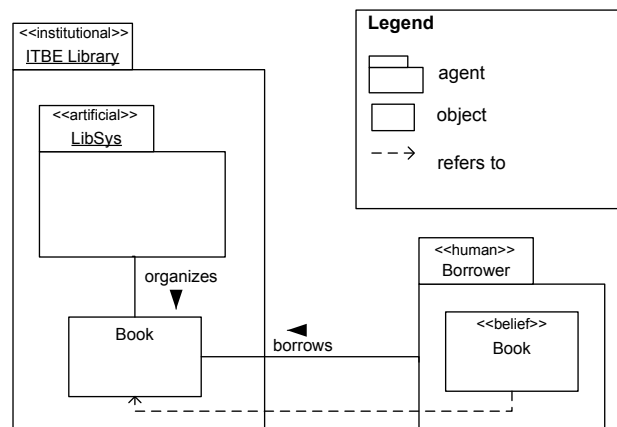 <<institutional>>
ITBE Library
<<artificial>>
LibSys
organizes
Book
borrows
<<human>>
Borrower
<<belief>>
Book
Legend
agent
object
refers to